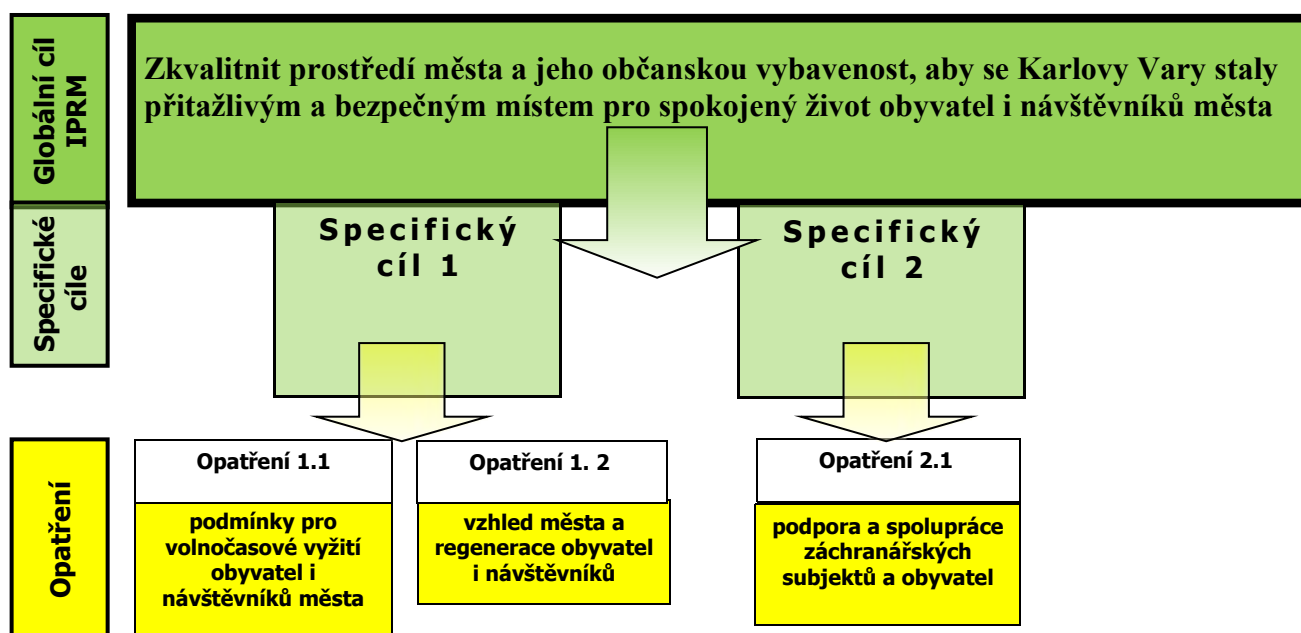 Globální cíl
IPRM
Zkvalitnit prostředí města a jeho občanskou vybavenost, aby se Karlovy Vary staly
přitažlivým a bezpečným místem pro spokojený život obyvatel i návštěvníků města
Specifické
cíle
Specifický
cíl 1
Specifický
cíl 2
Opatření
Opatření 1.1
podmínky pro
volnočasové vyžití
obyvatel i
návštěvníků města
Opatření 1. 2
vzhled města a
regenerace obyvatel
i návštěvníků
Opatření 2.1
podpora a spolupráce
záchranářských
subjektů a obyvatel